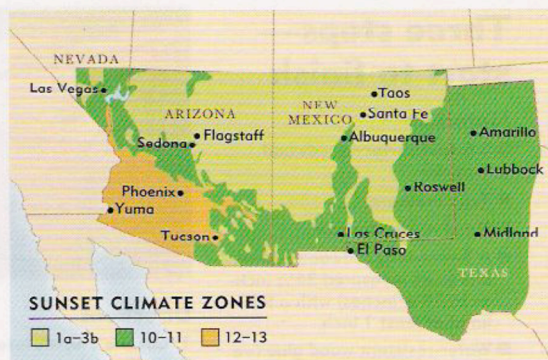 NEVADA
Las Vegas
ARIZONA
Flagstaff
Sedona
Phoenix
Yuma
Tucson
NEW
MEXICO
Taos
Santa Fe
Albuquerque
Roswell
Las Cruces
El Paso
Amarillo
Lubbock
Midland
TEXAS
SUNSET CLIMATE ZONES
1a–3b
10–11
12–13